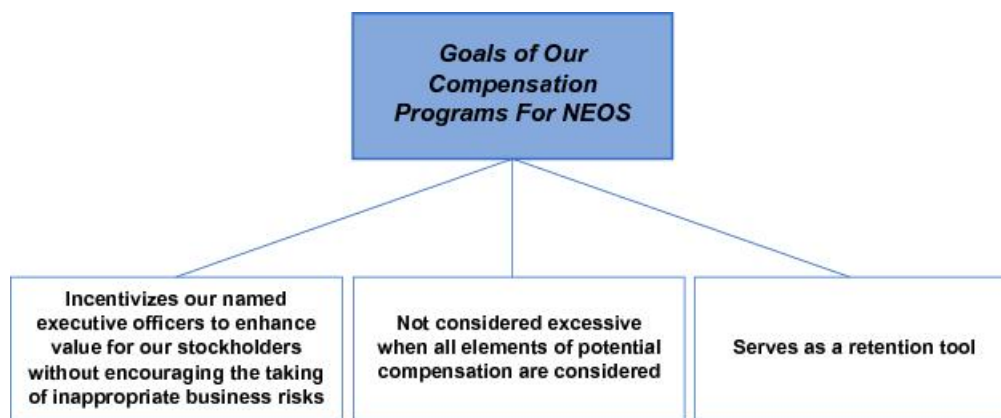 Goals of Our
Compensation
Programs For NEOS
Incentivizes our named
executive officers to enhance
value for our stockholders
without encouraging the taking
of inappropriate business risks
Not considered excessive
when all elements of potential
compensation are considered
Serves as a retention tool